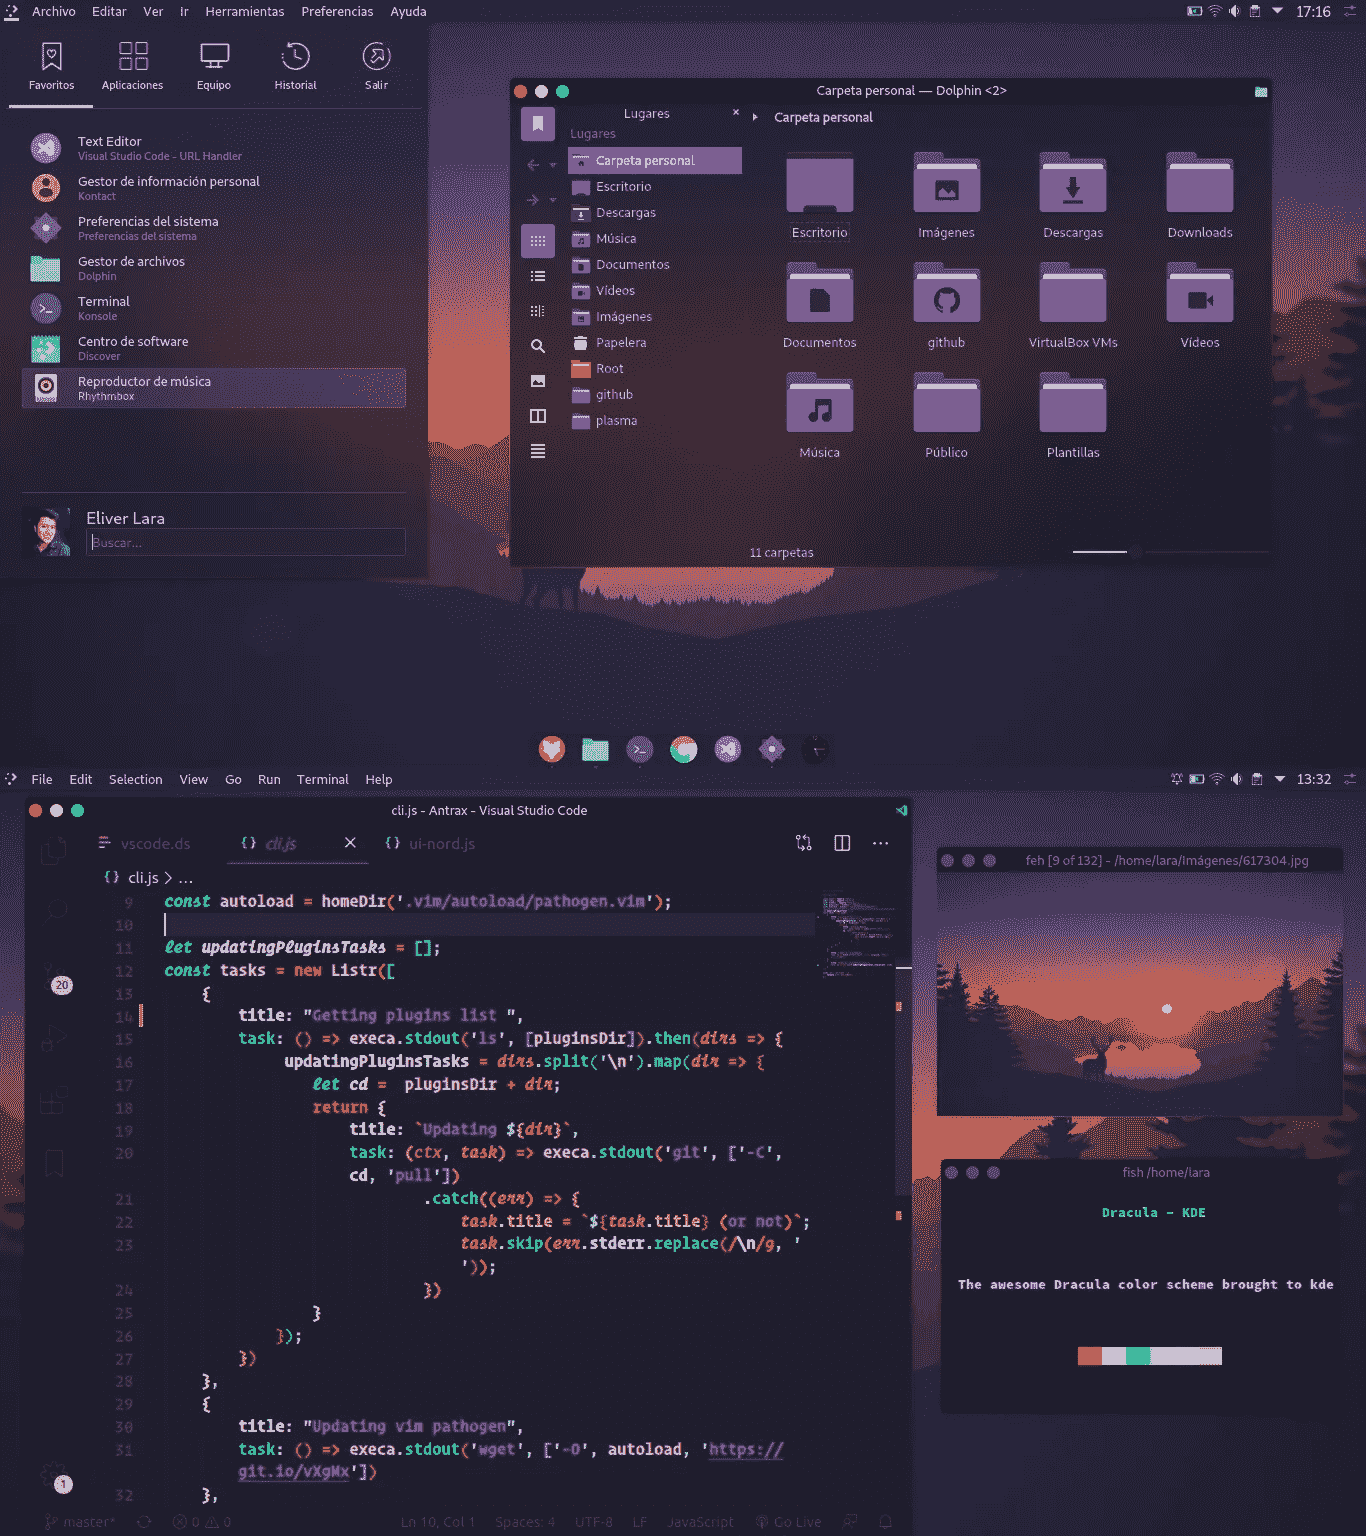 Archivo Editar Ver Ir Herramientas Preferencias Ayuda 17:16
Favoritos Aplicaciones Equipo Historial Salir
Text Editor
Visual Studio Code - URL Handler
Gestor de información personal
Kontact
Preferencias del sistema
Preferencias del sistema
Gestor de archivos
Dolphin
Terminal
Konsole
Centro de software
Discover
Reproductor de música
Rhythmbox
Eliver Lara
Buscar...
Carpeta personal — Dolphin <2>
Lugares
Carpeta personal
Lugares
Carpeta personal
Escritorio
Descargas
Música
Documentos
Vídeos
Imágenes
Papelera
Root
github
plasma
Escritorio Imágenes Descargas Downloads
Documentos github VirtualBox VMs Vídeos
Música Público Plantillas
11 carpetas
File Edit Selection View Go Run Terminal Help 13:32
cli.js - Antrax - Visual Studio Code
vscode.ds {} cli.js {} ui-nord.js
{} cli.js > ...
20
1
9 const autoload = homeDir('.vim/autoload/pathogen.vim');
10
11 let updatingPluginsTasks = [];
12 const tasks = new Listr([
13 {
14 title: "Getting plugins list ",
15 task: () => execa.stdout('ls', [pluginsDir]).then(dirs => {
16 updatingPluginsTasks = dirs.split('\n').map(dir => {
17 let cd =  pluginsDir + dir;
18 return {
19 title: `Updating ${dir}`,
20 task: (ctx, task) => execa.stdout('git', ['-C',
cd, 'pull'])
21 .catch((err) => {
22 task.title = `${task.title} (or not)`;
23 task.skip(err.stderr.replace(/\n/g, '
'));
24 })
25 }
26 });
27 })
28 },
29 {
30 title: "Updating vim pathogen",
31 task: () => execa.stdout('wget', ['-O', autoload, 'https://
git.io/vXgMx'])
32 },
master* 0 0 Ln 10, Col 1 Spaces: 4 UTF-8 LF JavaScript Go Live
feh [9 of 132] - /home/lara/Imágenes/617304.jpg
fish /home/lara
Dracula - KDE
The awesome Dracula color scheme brought to kde